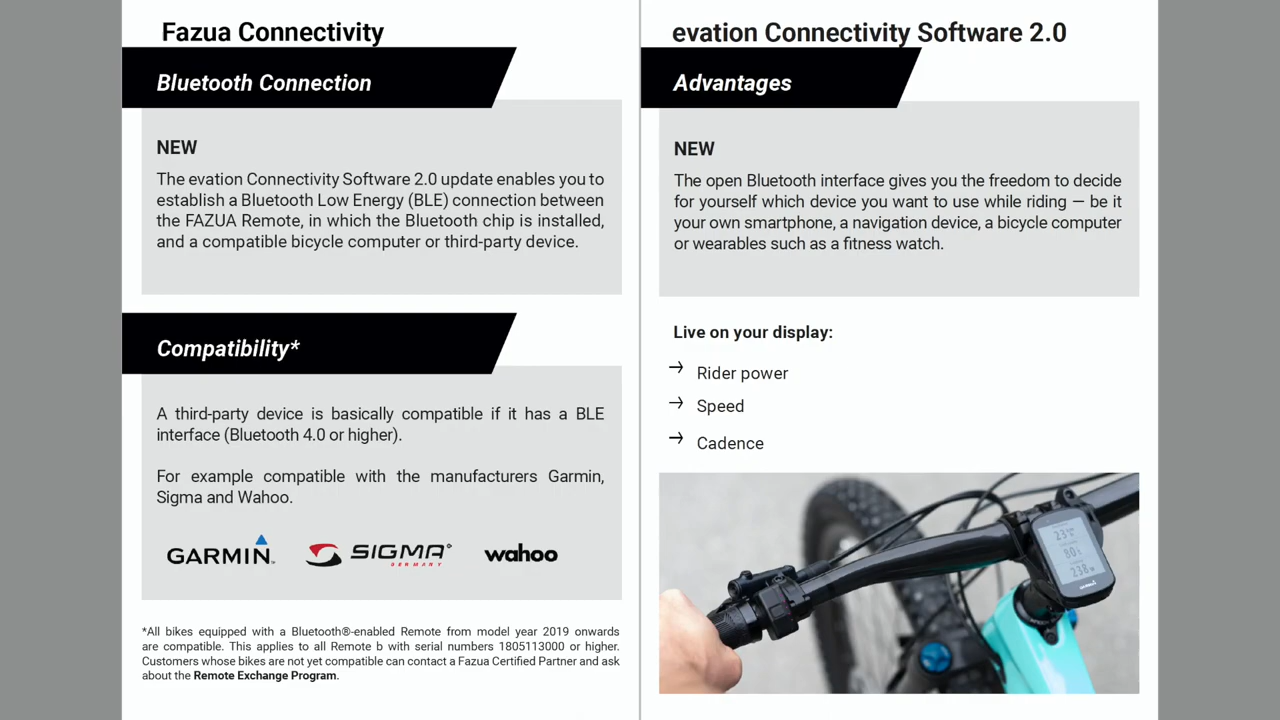 Fazua Connectivity
Bluetooth Connection
NEW
The evation Connectivity Software 2.0 update enables you to
establish a Bluetooth Low Energy (BLE) connection between
the FAZUA Remote, in which the Bluetooth chip is installed,
and a compatible bicycle computer or third-party device.
Compatibility*
A third-party device is basically compatible if it has a BLE
interface (Bluetooth 4.0 or higher).
For example compatible with the manufacturers Garmin,
Sigma and Wahoo.
GARMIN SIGMA GERMANY wahoo
*All bikes equipped with a Bluetooth®-enabled Remote from model year 2019 onwards
are compatible. This applies to all Remote b with serial numbers 1805113000 or higher.
Customers whose bikes are not yet compatible can contact a Fazua Certified Partner and ask
about the Remote Exchange Program.
evation Connectivity Software 2.0
Advantages
NEW
The open Bluetooth interface gives you the freedom to decide
for yourself which device you want to use while riding — be it
your own smartphone, a navigation device, a bicycle computer
or wearables such as a fitness watch.
Live on your display:
→ Rider power
→ Speed
→ Cadence
80
238